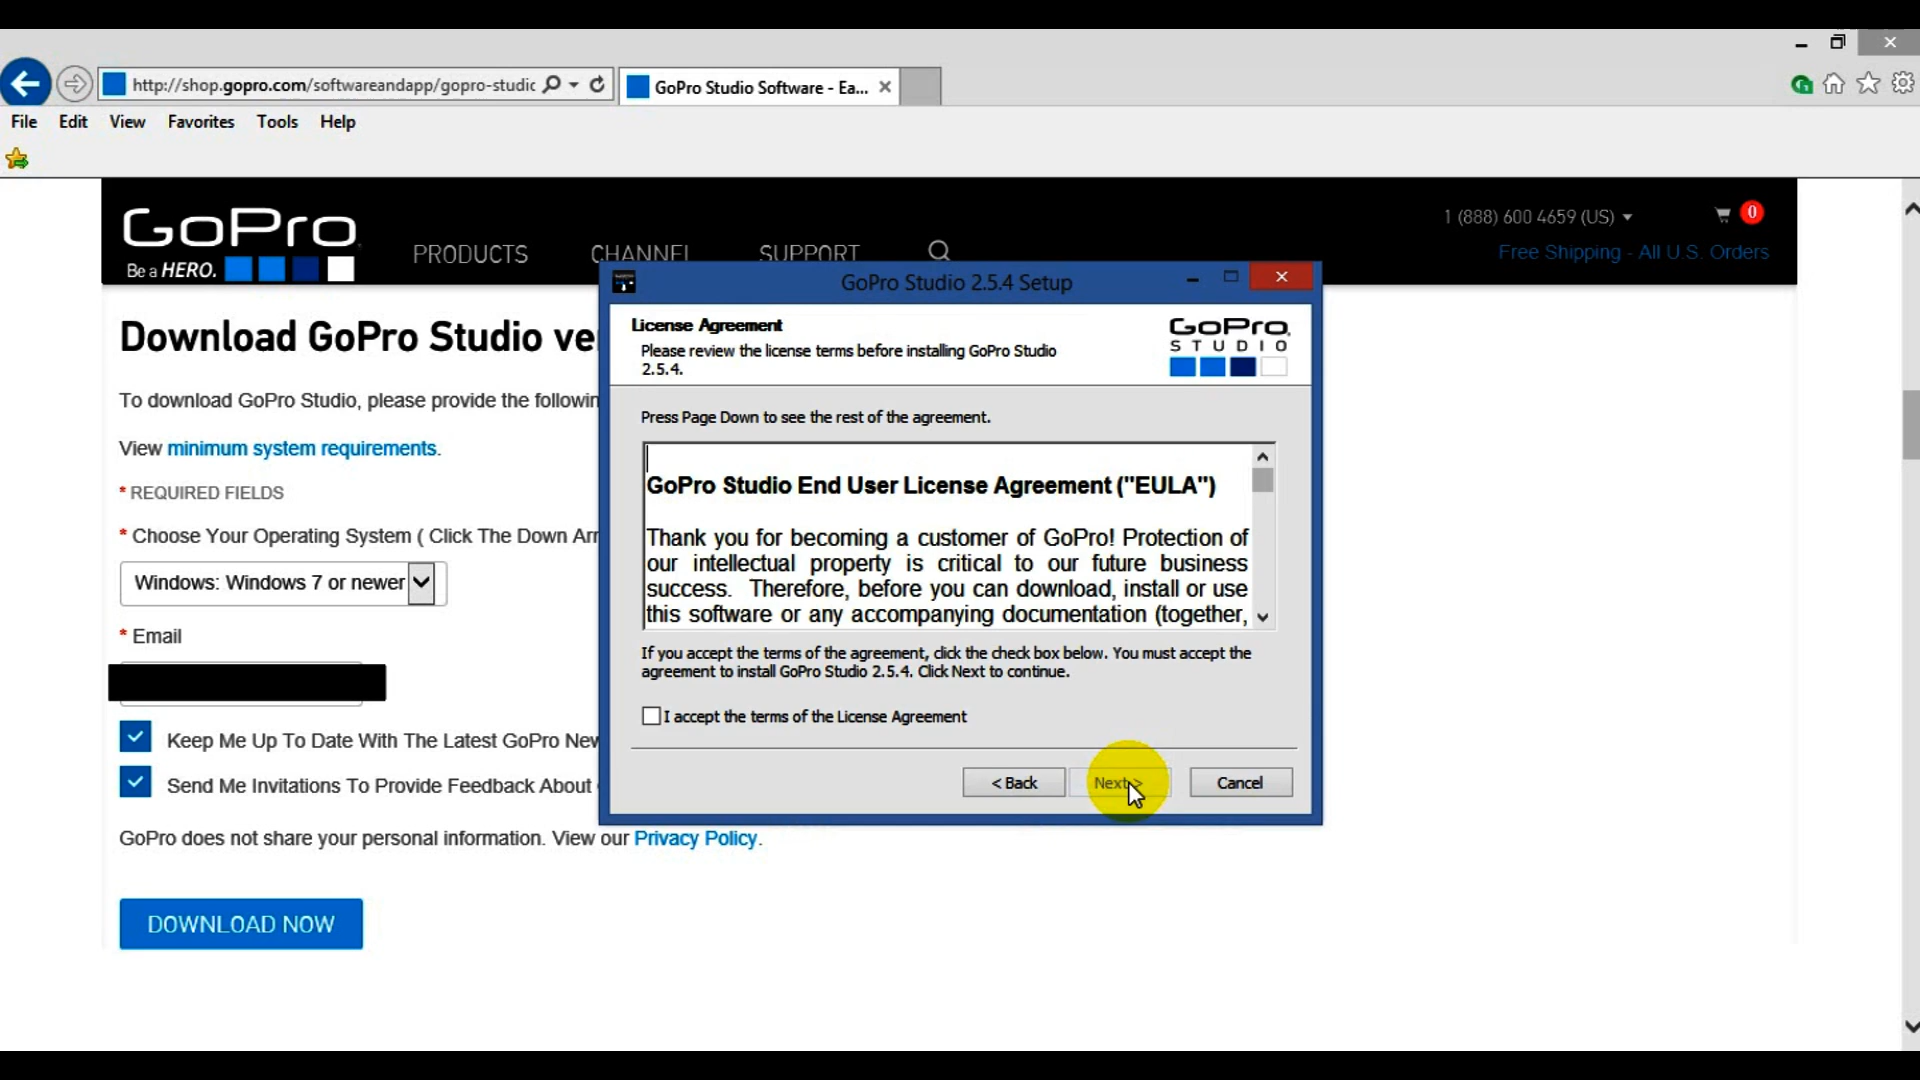 http://shop.gopro.com/softwareandapp/gopro-studic
GoPro Studio Software - Ea...
File Edit View Favorites Tools Help
GoPro
Be a HERO.
PRODUCTS CHANNEL SUPPORT
1 (888) 600 4659 (US)
0
Free Shipping - All U.S. Orders
Download GoPro Studio ve
To download GoPro Studio, please provide the followin
View minimum system requirements.
* REQUIRED FIELDS
* Choose Your Operating System ( Click The Down Arr
Windows: Windows 7 or newer
* Email
Keep Me Up To Date With The Latest GoPro New
Send Me Invitations To Provide Feedback About
GoPro does not share your personal information. View our Privacy Policy.
DOWNLOAD NOW
GoPro Studio 2.5.4 Setup
License Agreement
Please review the license terms before installing GoPro Studio
2.5.4.
GoPro
STUDIO
Press Page Down to see the rest of the agreement.
GoPro Studio End User License Agreement ("EULA")
Thank you for becoming a customer of GoPro! Protection of
our intellectual property is critical to our future business
success. Therefore, before you can download, install or use
this software or any accompanying documentation (together,
If you accept the terms of the agreement, click the check box below. You must accept the
agreement to install GoPro Studio 2.5.4. Click Next to continue.
I accept the terms of the License Agreement
< Back Next > Cancel